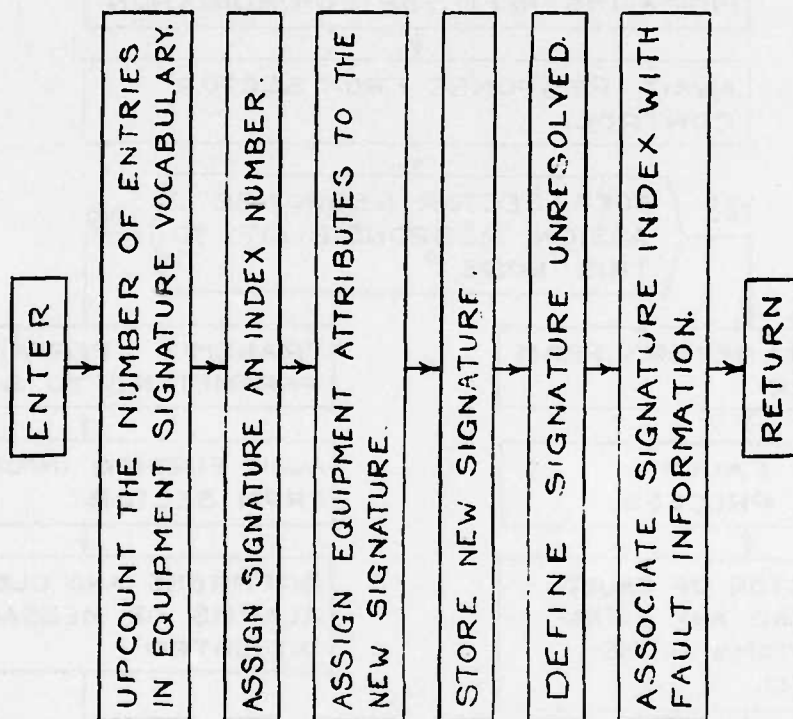 ENTER
UPCOUNT THE NUMBER OF ENTRIES
IN EQUIPMENT SIGNATURE VOCABULARY.
ASSIGN SIGNATURE AN INDEX NUMBER.
ASSIGN EQUIPMENT ATTRIBUTES TO THE
NEW SIGNATURE.
STORE NEW SIGNATURE.
DEFINE SIGNATURE UNRESOLVED.
ASSOCATE SIGNATURE INDEX WITH
FAULT INFORMATION.
RETURN